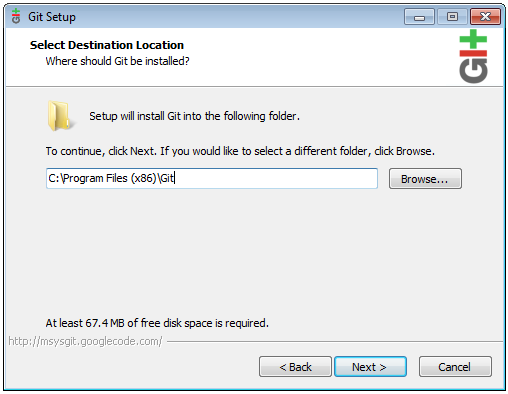 Git Setup
Select Destination Location
Where should Git be installed?
GIt
Setup will install Git into the following folder.
To continue, click Next. If you would like to select a different folder, click Browse.
C:\Program Files (x86)\Git
Browse...
At least 67.4 MB of free disk space is required.
http://msysgit.googlecode.com/
< Back
Next >
Cancel